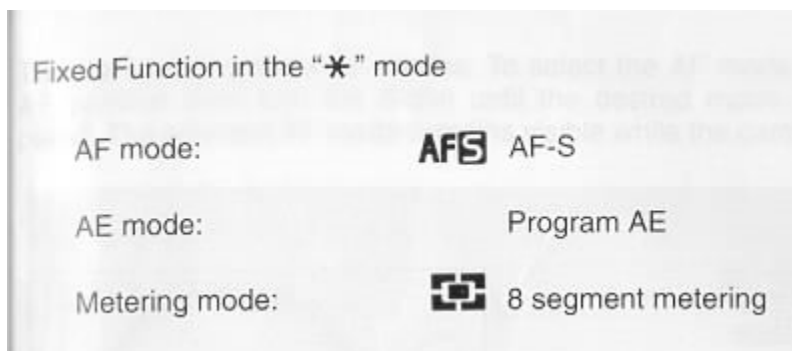 Fixed Function in the “✱” mode
AF mode: AFS AF-S
AE mode: Program AE
Metering mode: 8 segment metering